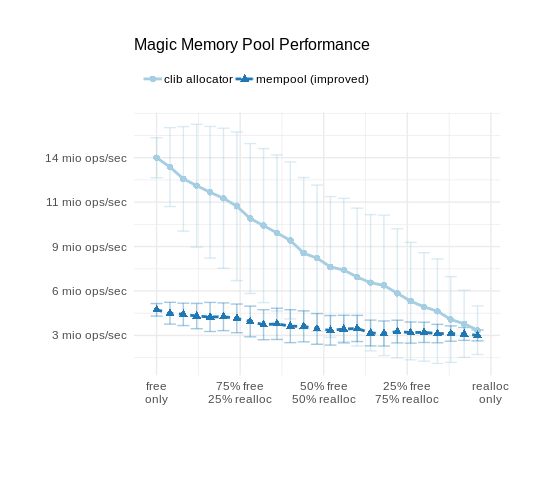 Magic Memory Pool Performance
clib allocator mempool (improved)
14 mio ops/sec
11 mio ops/sec
9 mio ops/sec
6 mio ops/sec
3 mio ops/sec
free 75% free 50% free 25% free realloc
only 25% realloc 50% realloc 75% realloc only